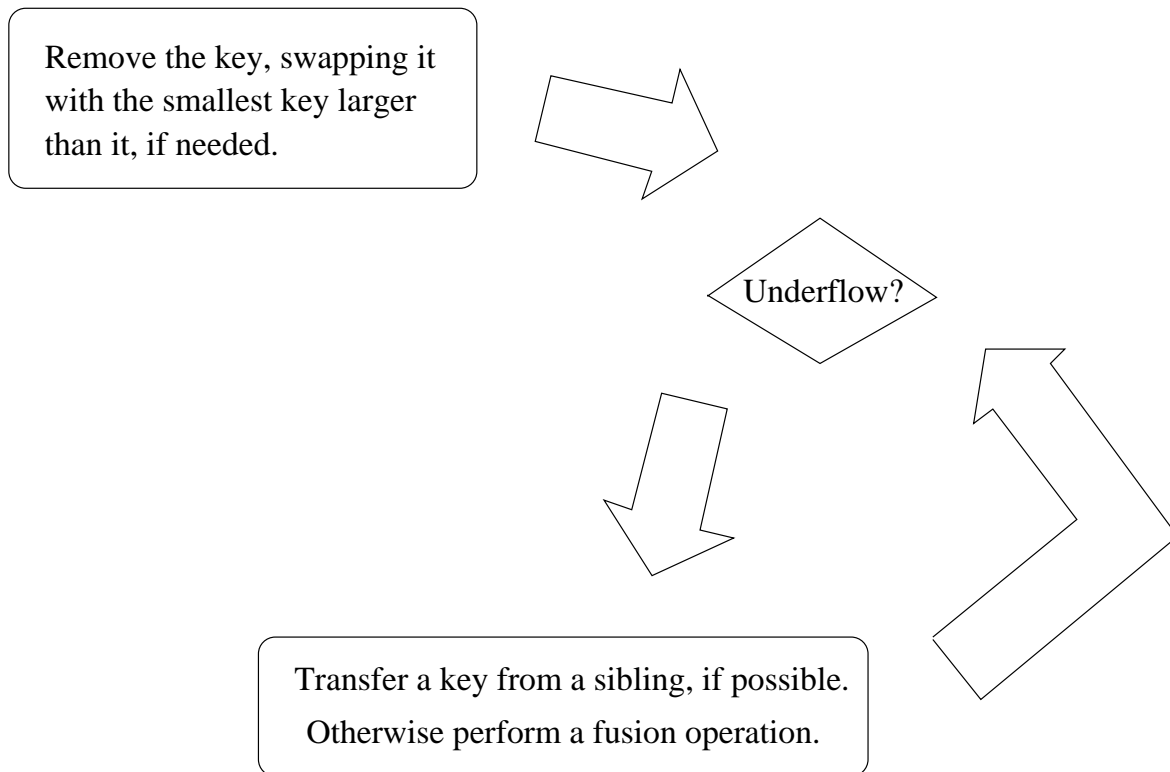 Remove the key, swapping it
with the smallest key larger
than it, if needed.
Underflow?
Transfer a key from a sibling, if possible.
Otherwise perform a fusion operation.